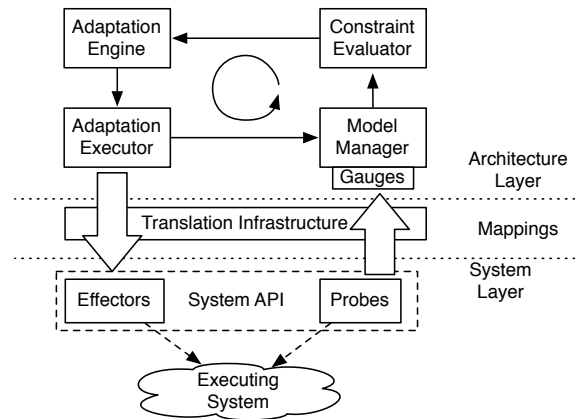 Adaptation
Engine
Constraint
Evaluator
Adaptation
Executor
Model
Manager
Gauges
Architecture
Layer
Translation Infrastructure
Mappings
System
Layer
Effectors
System API
Probes
Executing
System